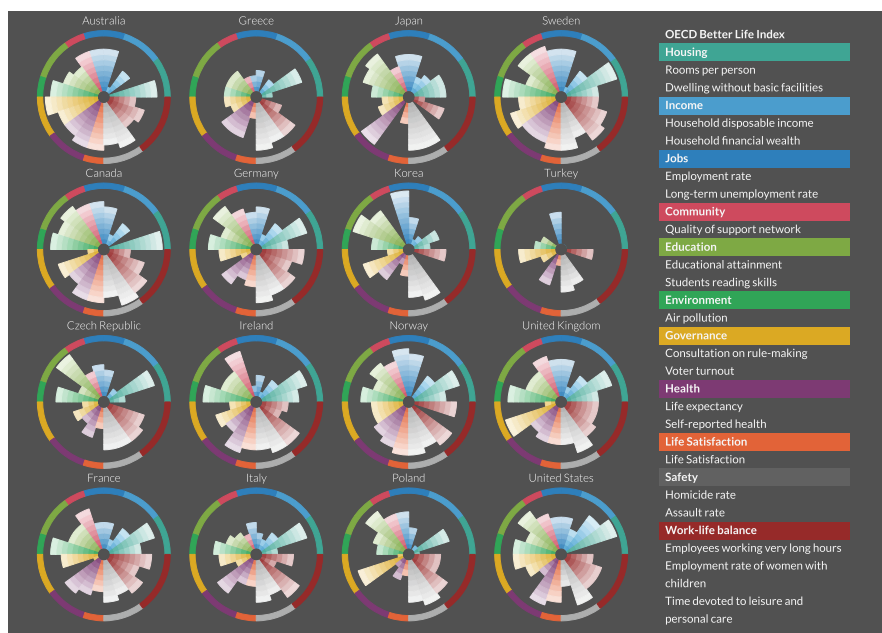 Australia
Greece
Japan
Sweden
Canada
Germany
Korea
Turkey
Czech Republic
Ireland
Norway
United Kingdom
France
Italy
Poland
United States
OECD Better Life Index
Housing
Rooms per person
Dwelling without basic facilities
Income
Household disposable income
Household financial wealth
Jobs
Employment rate
Long-term unemployment rate
Community
Quality of support network
Education
Educational attainment
Students reading skills
Environment
Air pollution
Governance
Consultation on rule-making
Voter turnout
Health
Life expectancy
Self-reported health
Life Satisfaction
Life Satisfaction
Safety
Homicide rate
Assault rate
Work-life balance
Employees working very long hours
Employment rate of women with
children
Time devoted to leisure and
personal care